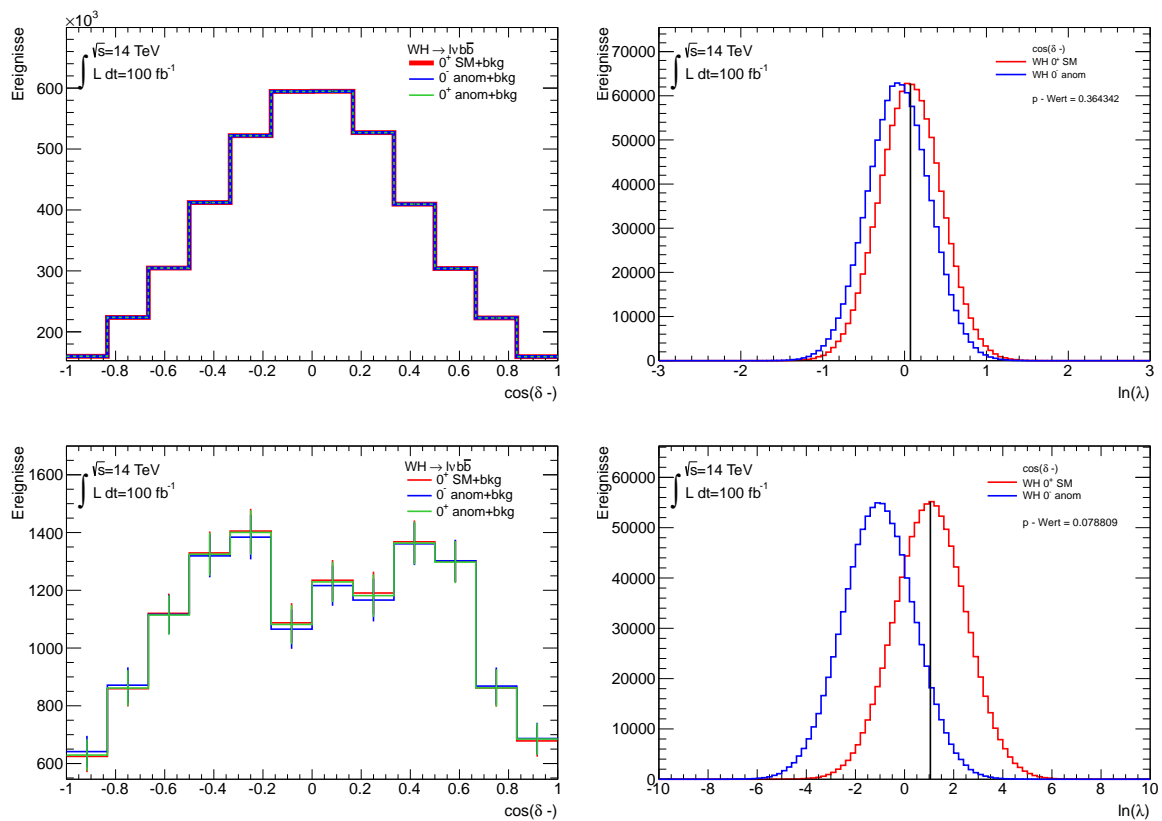 ×10³
Ereignisse
600
500
400
300
200
√s=14 TeV
∫ L dt=100 fb⁻¹
WH → lνbb̅
0⁺ SM+bkg
0⁻ anom+bkg
0⁺ anom+bkg
-1 -0.8 -0.6 -0.4 -0.2 0 0.2 0.4 0.6 0.8 1
cos(δ -)
Ereignisse
70000
60000
50000
40000
30000
20000
10000
0
√s=14 TeV
∫ L dt=100 fb⁻¹
cos(δ -)
WH 0⁺ SM
WH 0⁻ anom
p - Wert = 0.364342
-3 -2 -1 0 1 2 3
ln(λ)
Ereignisse
1600
1400
1200
1000
800
600
√s=14 TeV
∫ L dt=100 fb⁻¹
WH → lνbb̅
0⁺ SM+bkg
0⁻ anom+bkg
0⁺ anom+bkg
-1 -0.8 -0.6 -0.4 -0.2 0 0.2 0.4 0.6 0.8 1
cos(δ -)
Ereignisse
60000
50000
40000
30000
20000
10000
0
√s=14 TeV
∫ L dt=100 fb⁻¹
cos(δ -)
WH 0⁺ SM
WH 0⁻ anom
p - Wert = 0.078809
-10 -8 -6 -4 -2 0 2 4 6 8 10
ln(λ)